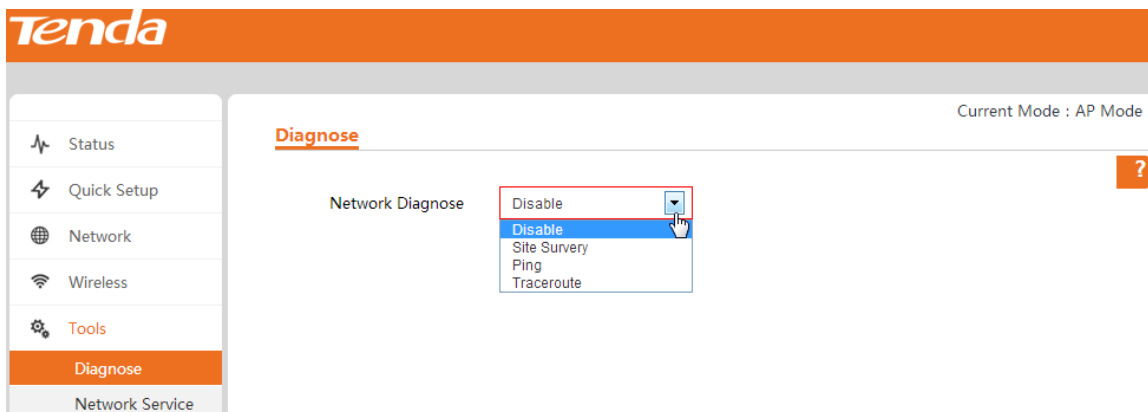 Tenda
Current Mode : AP Mode
Diagnose
?
Status
Quick Setup
Network
Wireless
Tools
Diagnose
Network Service
Network Diagnose
Disable
Disable
Site Survery
Ping
Traceroute